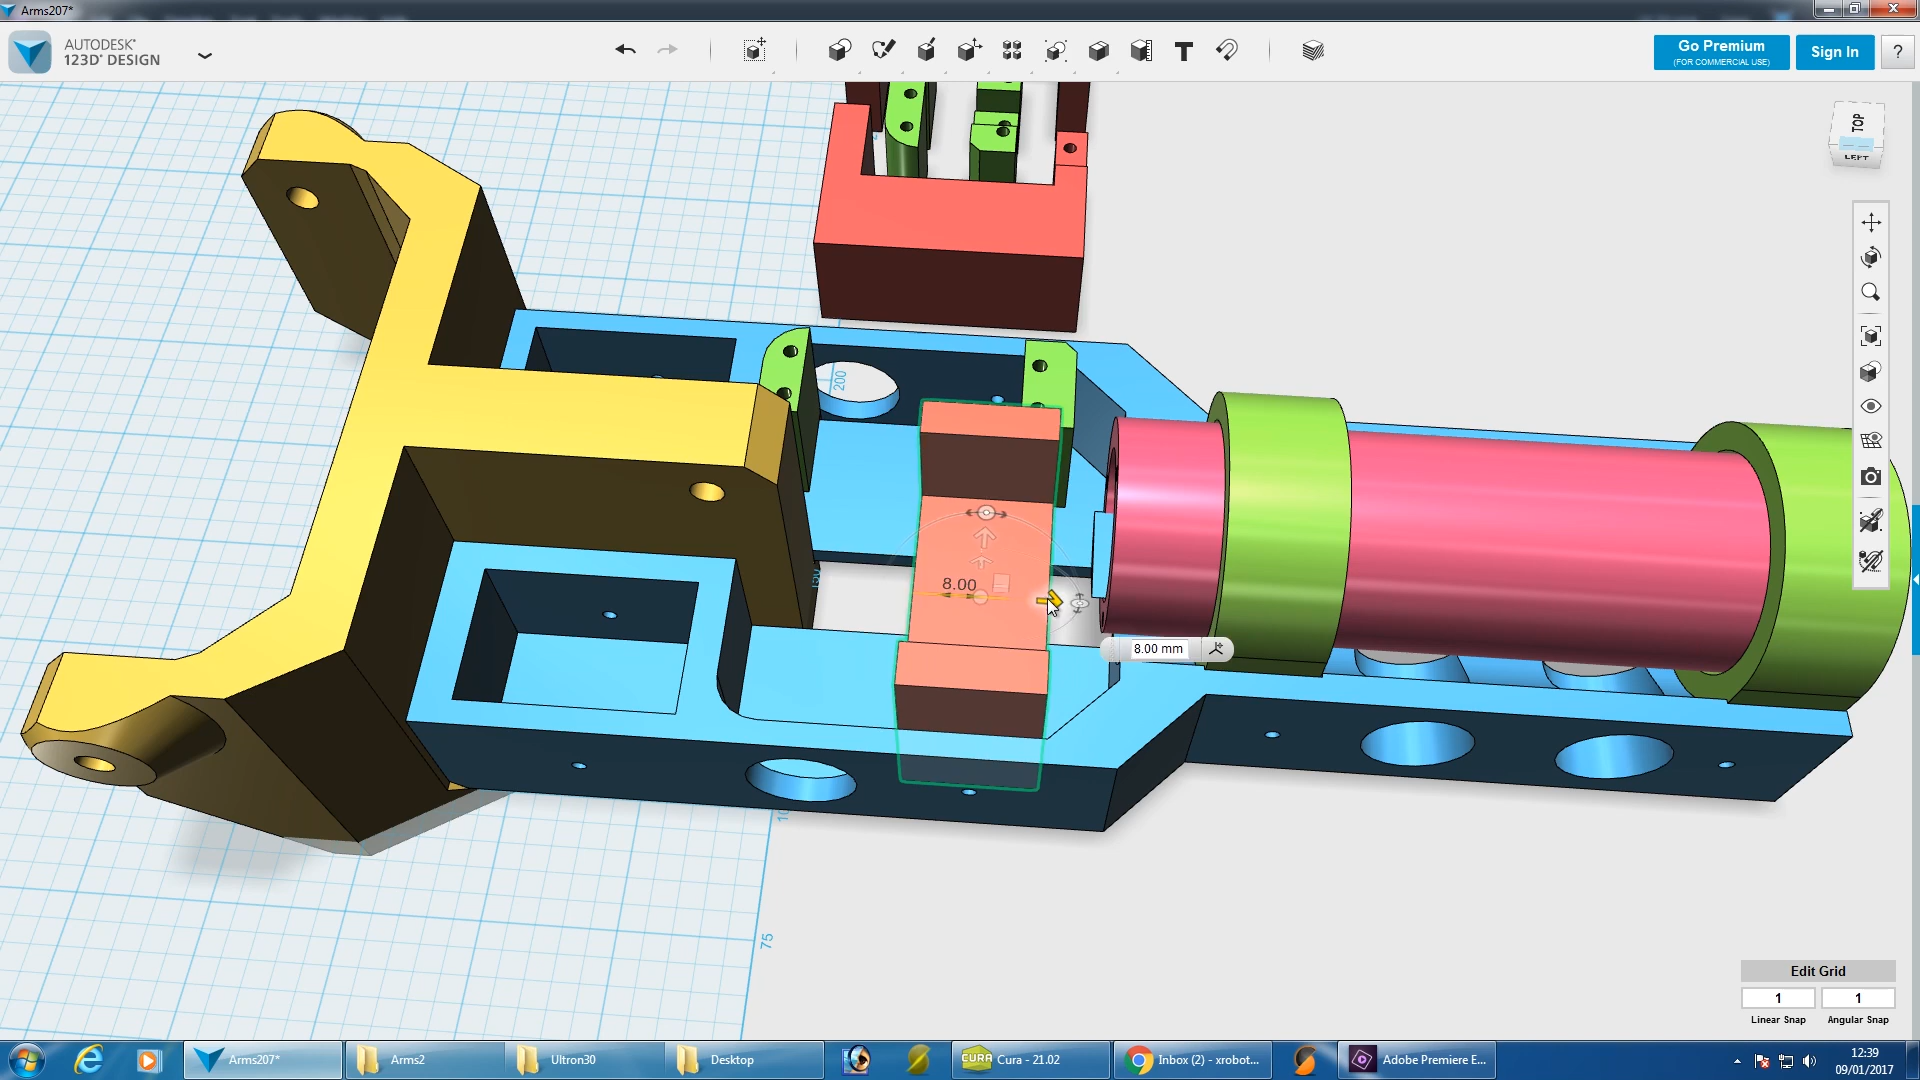 Arms207*
AUTODESK®
123D® DESIGN
T
Go Premium
(FOR COMMERCIAL USE)
Sign In
?
TOP
LEFT
200
8.00
8.00 mm
75
Edit Grid
1
1
Linear Snap
Angular Snap
Arms207*
Arms2
Ultron30
Desktop
CURA
Cura - 21.02
Inbox (2) - xrobot...
Adobe Premiere E...
12:39
09/01/2017